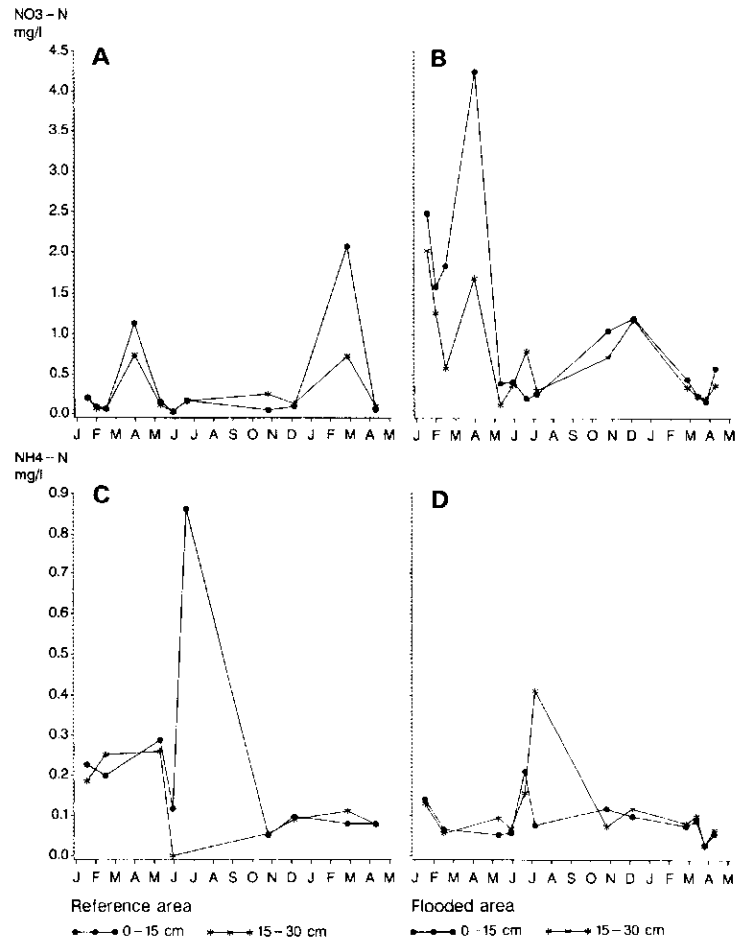 NO3 – N
mg/l
A
B
4.5
4.0
3.5
3.0
2.5
2.0
1.5
1.0
0.5
0.0
J F M A M J J A S O N D J F M A M
J F M A M J J A S O N D J F M A M
NH4 – N
mg/l
C
D
0.9
0.8
0.7
0.6
0.5
0.4
0.3
0.2
0.1
0.0
J F M A M J J A S O N D J F M A M
J F M A M J J A S O N D J F M A M
Reference area
0 – 15 cm 15 – 30 cm
Flooded area
0 – 15 cm 15 – 30 cm